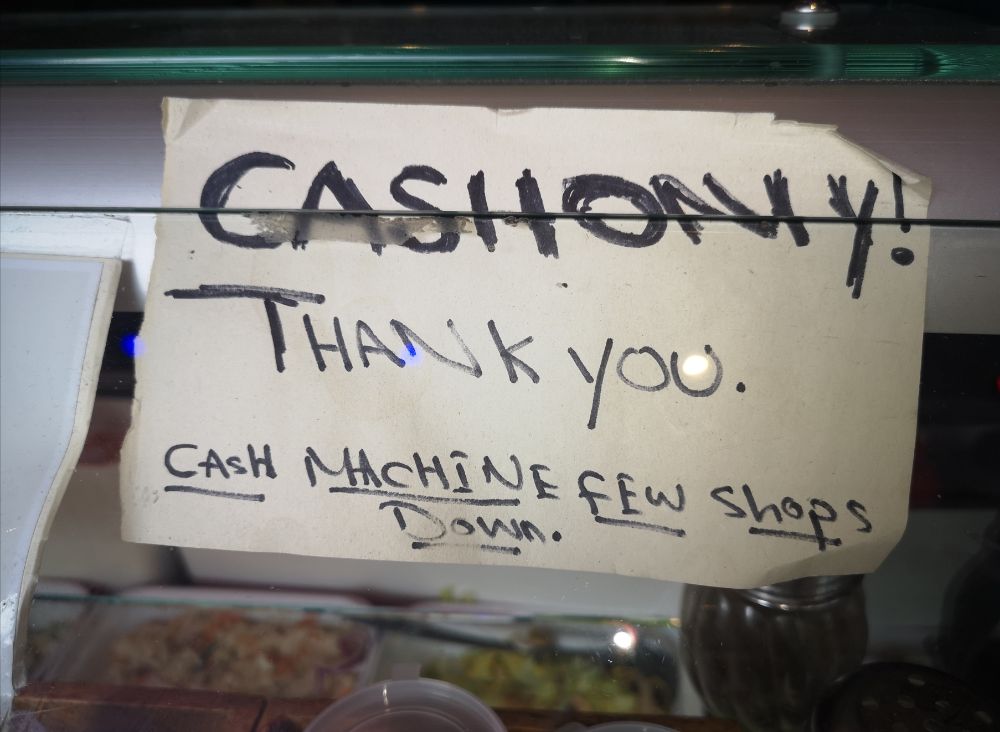 CASH ONLY!
THANK YOU.
CASH MACHINE FEW Shops
DOWn.